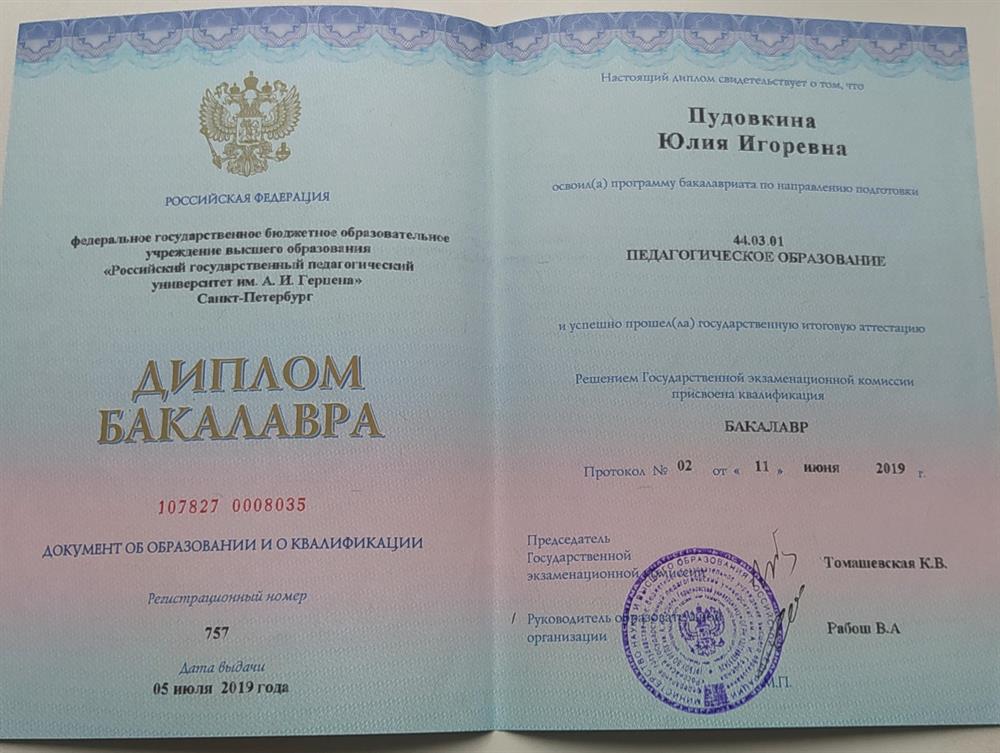 РОССИЙСКАЯ ФЕДЕРАЦИЯ
федеральное государственное бюджетное образовательное
учреждение высшего образования
«Российский государственный педагогический
университет им. А. И. Герцена»
Санкт-Петербург
ДИПЛОМ
БАКАЛАВРА
107827 0008035
ДОКУМЕНТ ОБ ОБРАЗОВАНИИ И О КВАЛИФИКАЦИИ
Регистрационный номер
757
Дата выдачи
05 июля 2019 года
Настоящий диплом свидетельствует о том, что
Пудовкина
Юлия Игоревна
освоил(а) программу бакалавриата по направлению подготовки
44.03.01
ПЕДАГОГИЧЕСКОЕ ОБРАЗОВАНИЕ
и успешно прошел(ла) государственную итоговую аттестацию
Решением Государственной экзаменационной комиссии
присвоена квалификация
БАКАЛАВР
Протокол № 02 от « 11 » июня 2019 г.
Председатель
Государственной
экзаменационной комиссии
Томашевская К.В.
Руководитель образовательной
организации
Рабош В.А
М.П.